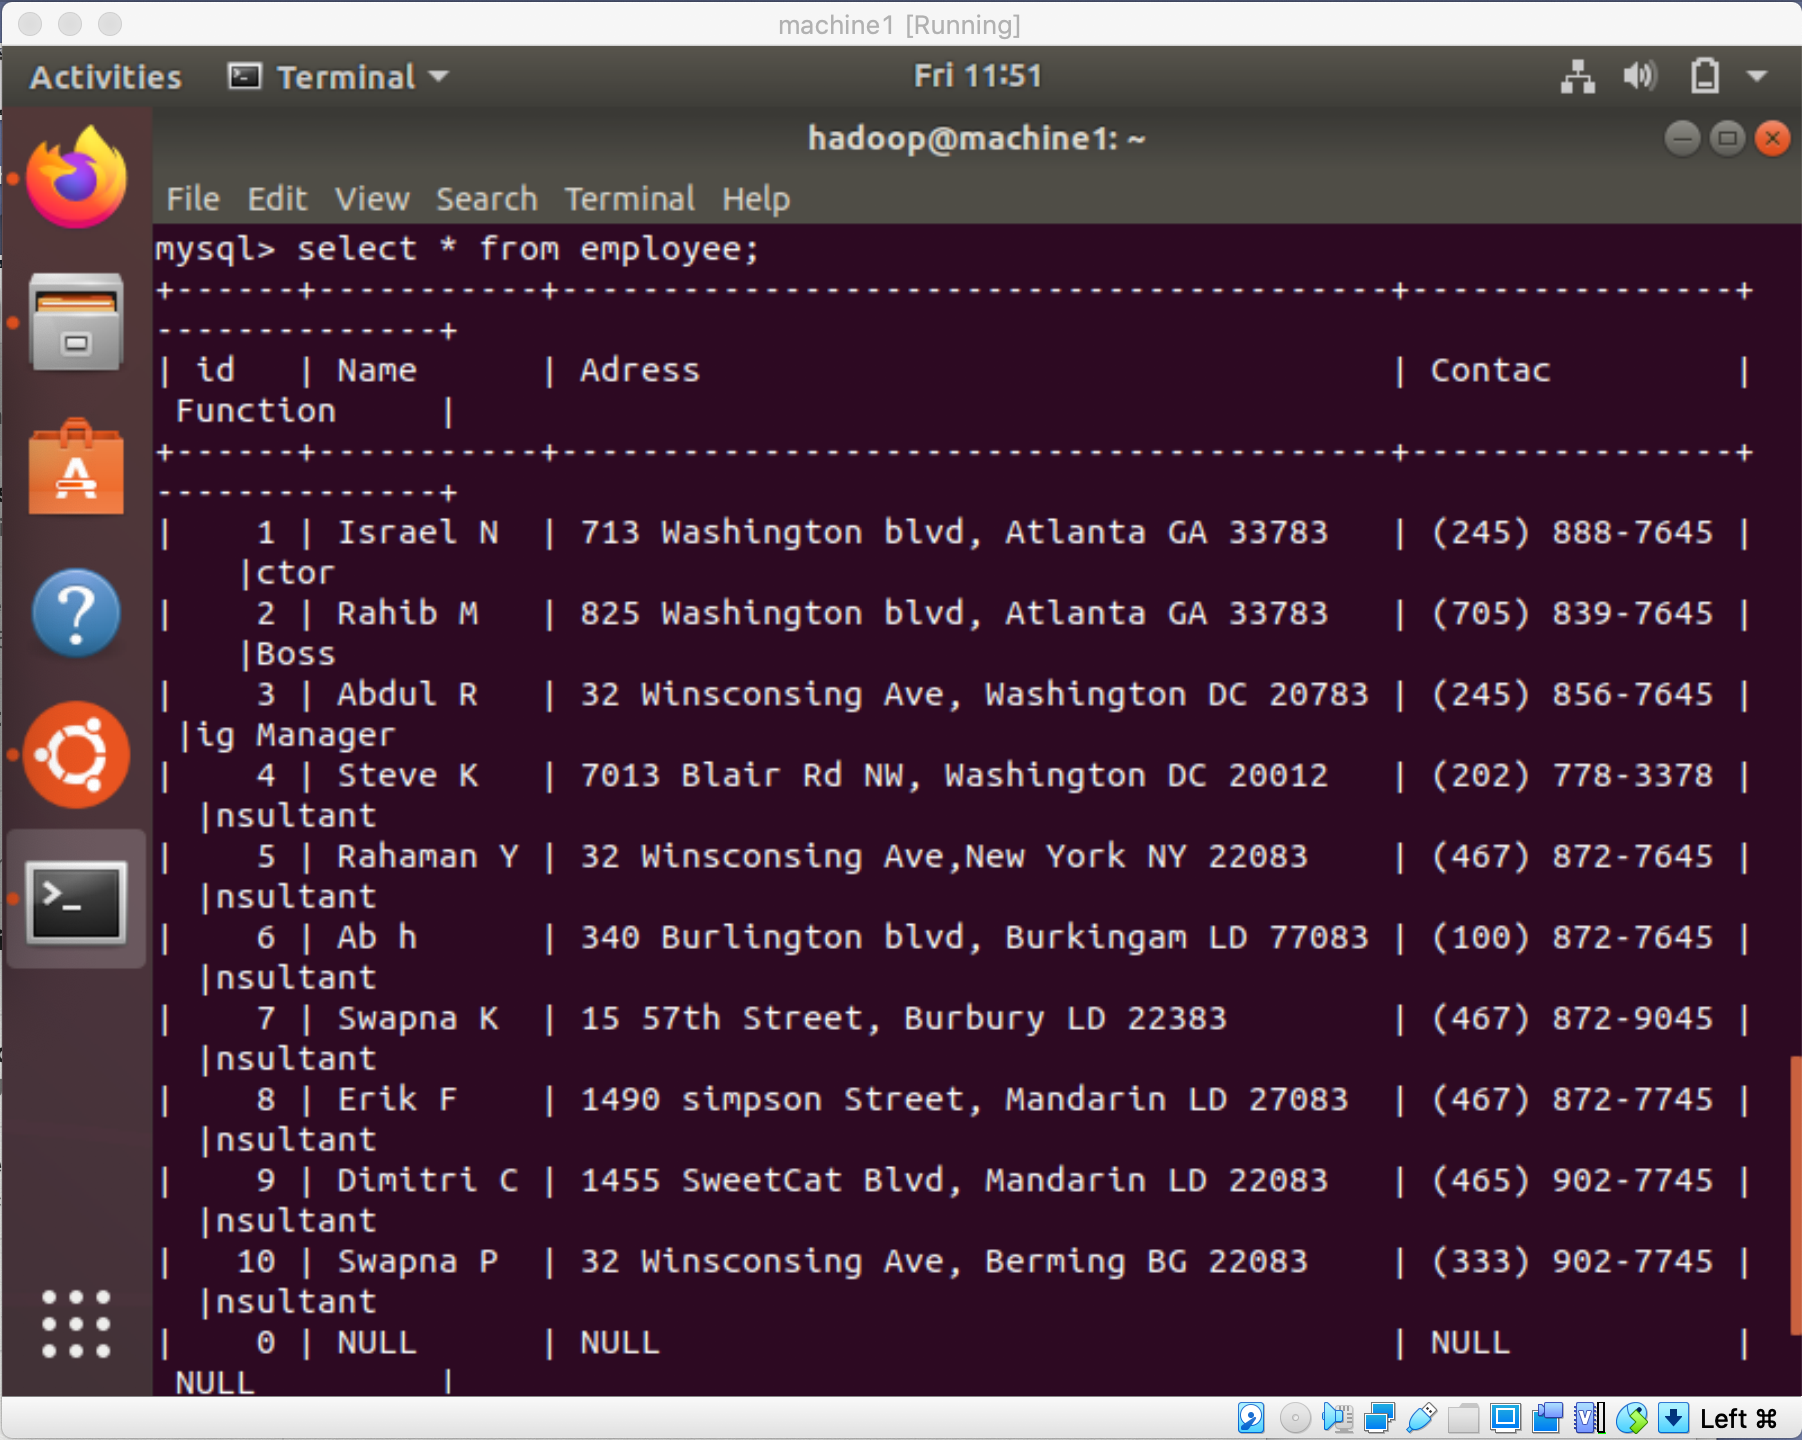 machine1 [Running]
Activities Terminal Fri 11:51
hadoop@machine1: ~
File Edit View Search Terminal Help
mysql> select * from employee;
+------+-----------+-----------------------------------------+----------------+
--------------+
| id   | Name      | Adress                                  | Contac         |
 Function     |
+------+-----------+-----------------------------------------+----------------+
--------------+
|    1 | Israel N  | 713 Washington blvd, Atlanta GA 33783   | (245) 888-7645 |
    |ctor
|    2 | Rahib M   | 825 Washington blvd, Atlanta GA 33783   | (705) 839-7645 |
    |Boss
|    3 | Abdul R   | 32 Winsconsing Ave, Washington DC 20783 | (245) 856-7645 |
 |ig Manager
|    4 | Steve K   | 7013 Blair Rd NW, Washington DC 20012   | (202) 778-3378 |
  |nsultant
|    5 | Rahaman Y | 32 Winsconsing Ave,New York NY 22083    | (467) 872-7645 |
  |nsultant
|    6 | Ab h      | 340 Burlington blvd, Burkingam LD 77083 | (100) 872-7645 |
  |nsultant
|    7 | Swapna K  | 15 57th Street, Burbury LD 22383        | (467) 872-9045 |
  |nsultant
|    8 | Erik F    | 1490 simpson Street, Mandarin LD 27083  | (467) 872-7745 |
  |nsultant
|    9 | Dimitri C | 1455 SweetCat Blvd, Mandarin LD 22083   | (465) 902-7745 |
  |nsultant
|   10 | Swapna P  | 32 Winsconsing Ave, Berming BG 22083    | (333) 902-7745 |
  |nsultant
|    0 | NULL      | NULL                                    | NULL           |
 NULL         |
Left ⌘